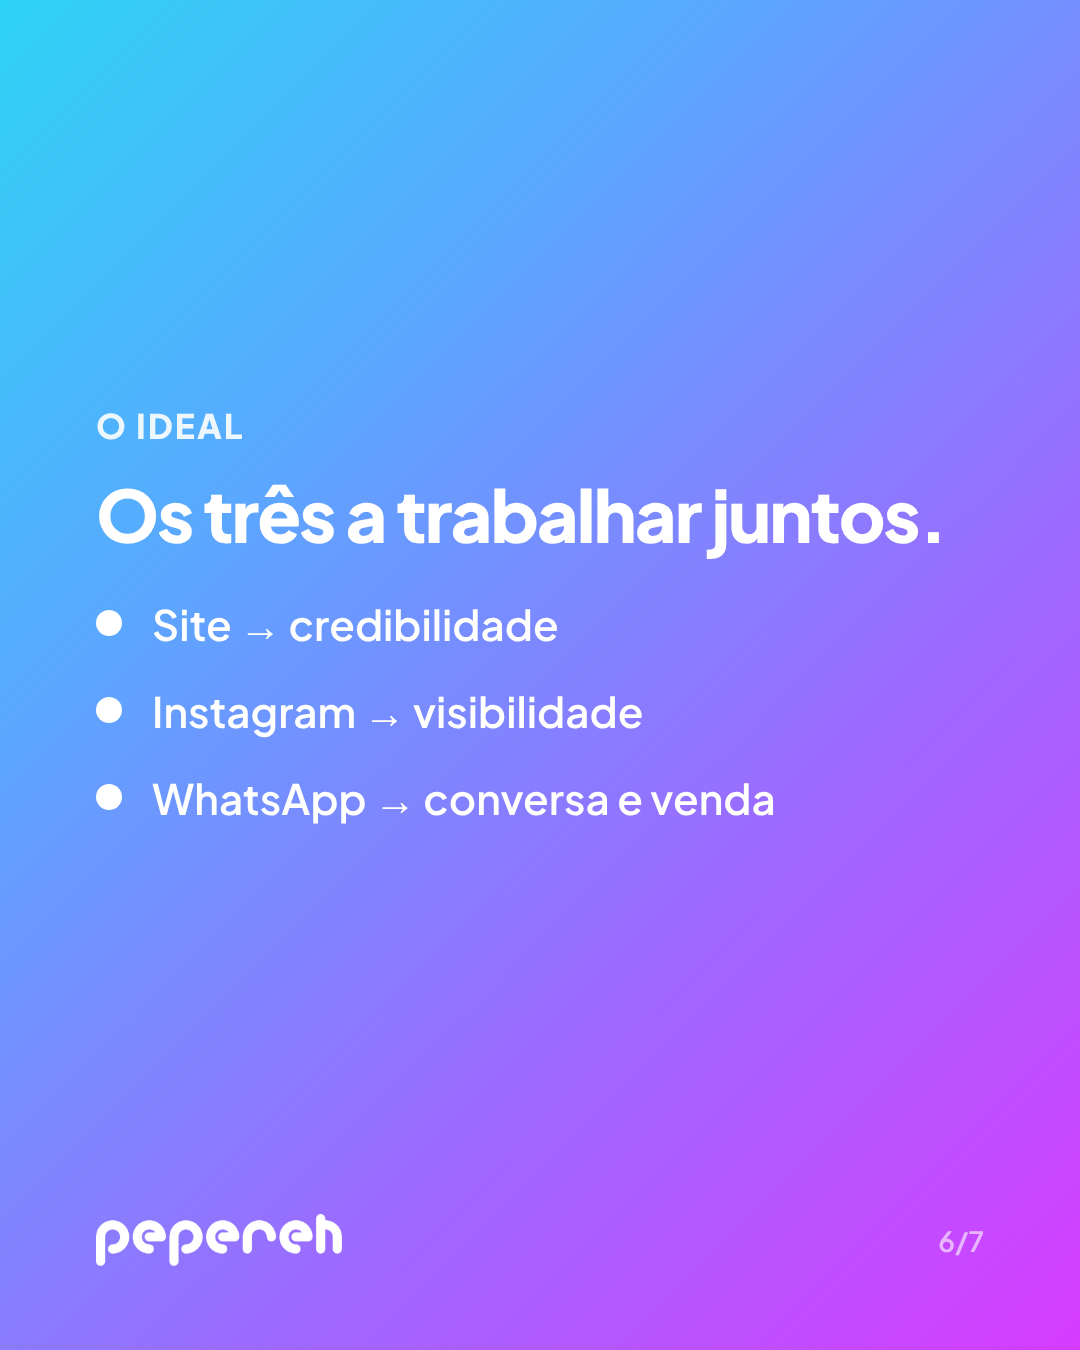 O IDEAL
Os três a trabalhar juntos.
Site → credibilidade
Instagram → visibilidade
WhatsApp → conversa e venda
pepereh
6/7